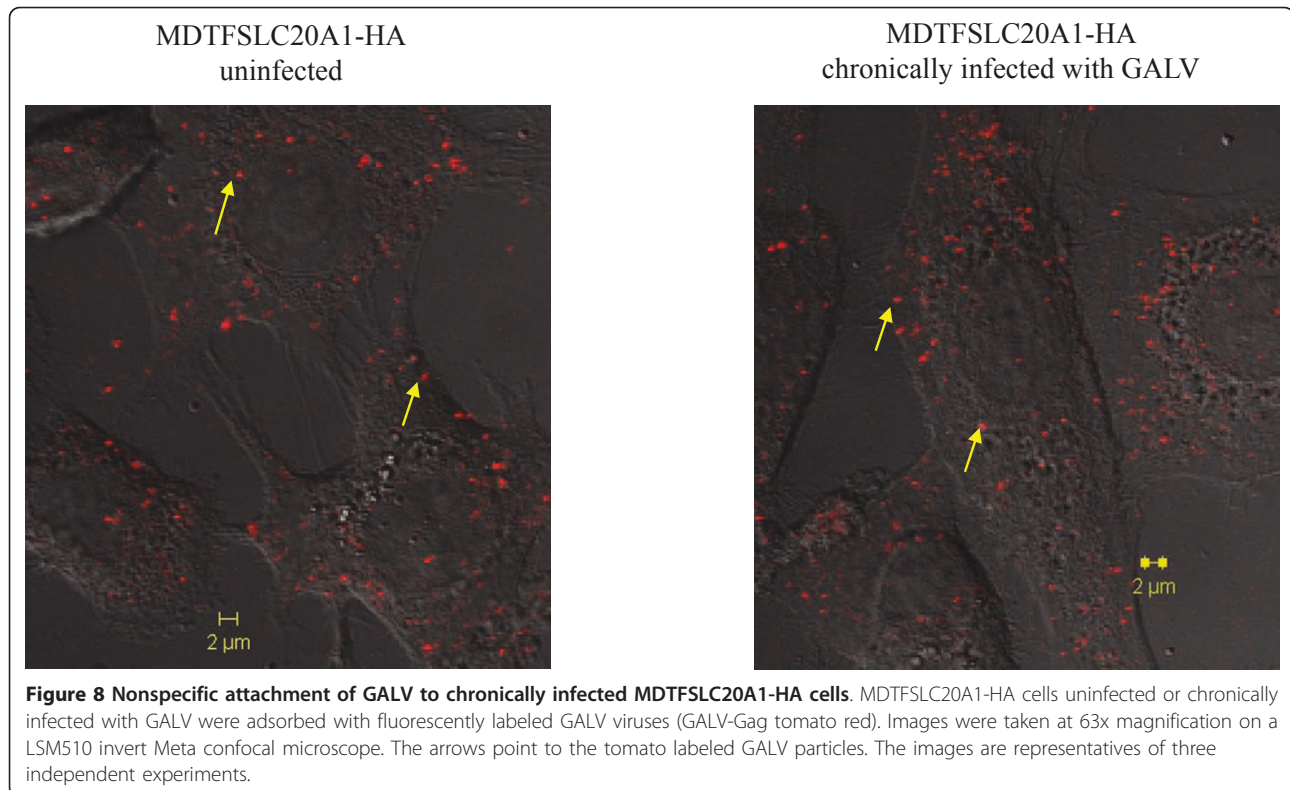 MDTFSLC20A1-HA
uninfected
MDTFSLC20A1-HA
chronically infected with GALV
2 µm
2 µm
Figure 8 Nonspecific attachment of GALV to chronically infected MDTFSLC20A1-HA cells. MDTFSLC20A1-HA cells uninfected or chronically
infected with GALV were adsorbed with fluorescently labeled GALV viruses (GALV-Gag tomato red). Images were taken at 63x magnification on a
LSM510 invert Meta confocal microscope. The arrows point to the tomato labeled GALV particles. The images are representatives of three
independent experiments.